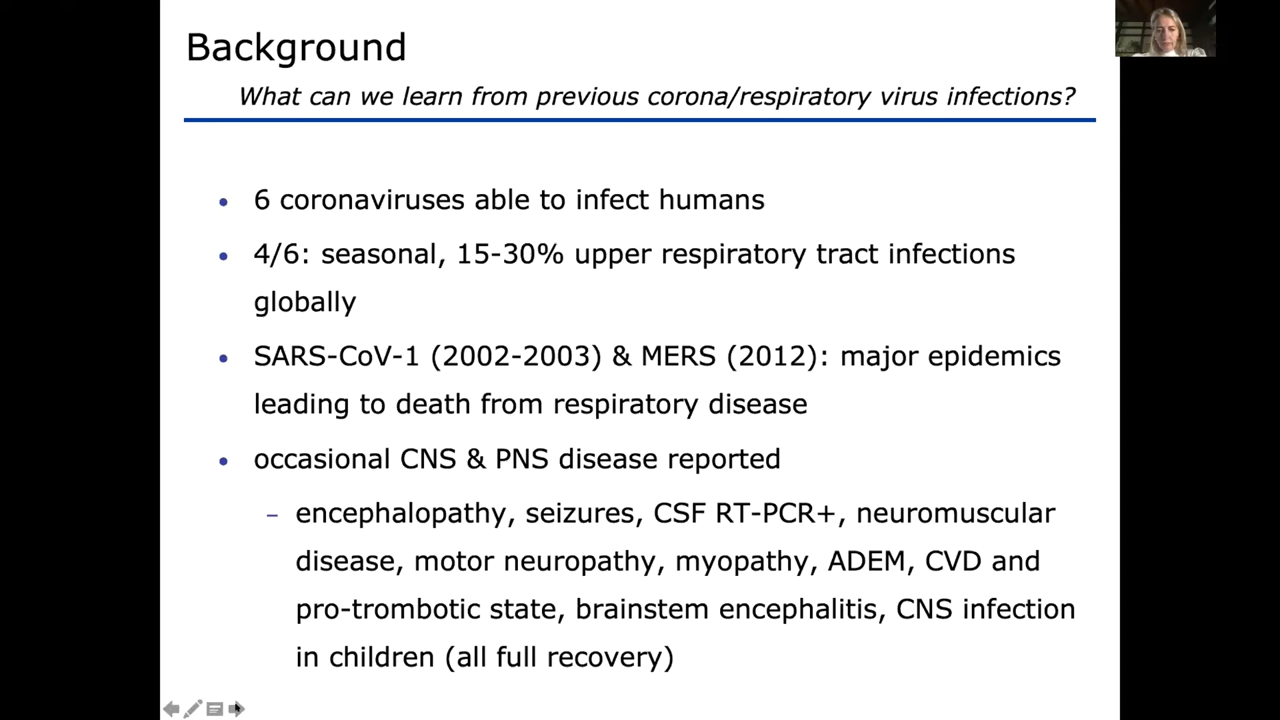 Background
What can we learn from previous corona/respiratory virus infections?
• 6 coronaviruses able to infect humans
• 4/6: seasonal, 15-30% upper respiratory tract infections
globally
• SARS-CoV-1 (2002-2003) & MERS (2012): major epidemics
leading to death from respiratory disease
• occasional CNS & PNS disease reported
– encephalopathy, seizures, CSF RT-PCR+, neuromuscular
disease, motor neuropathy, myopathy, ADEM, CVD and
pro-trombotic state, brainstem encephalitis, CNS infection
in children (all full recovery)